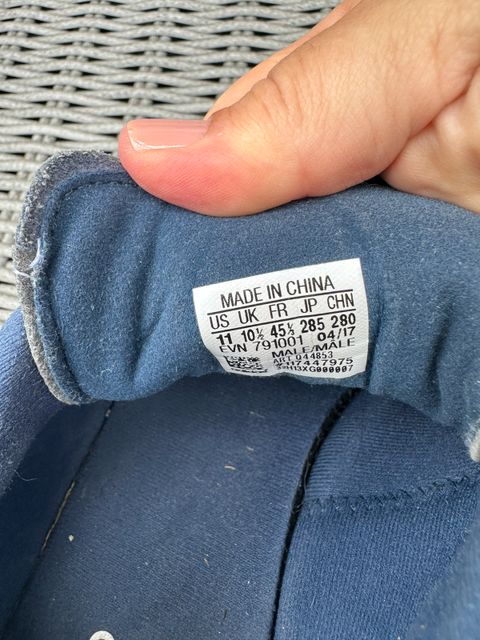 MADE IN CHINA
US UK FR JP CHN
11 10½ 45⅓ 285 280
EVN 791001 04/17
MALE/MALE
ART 944853
447975